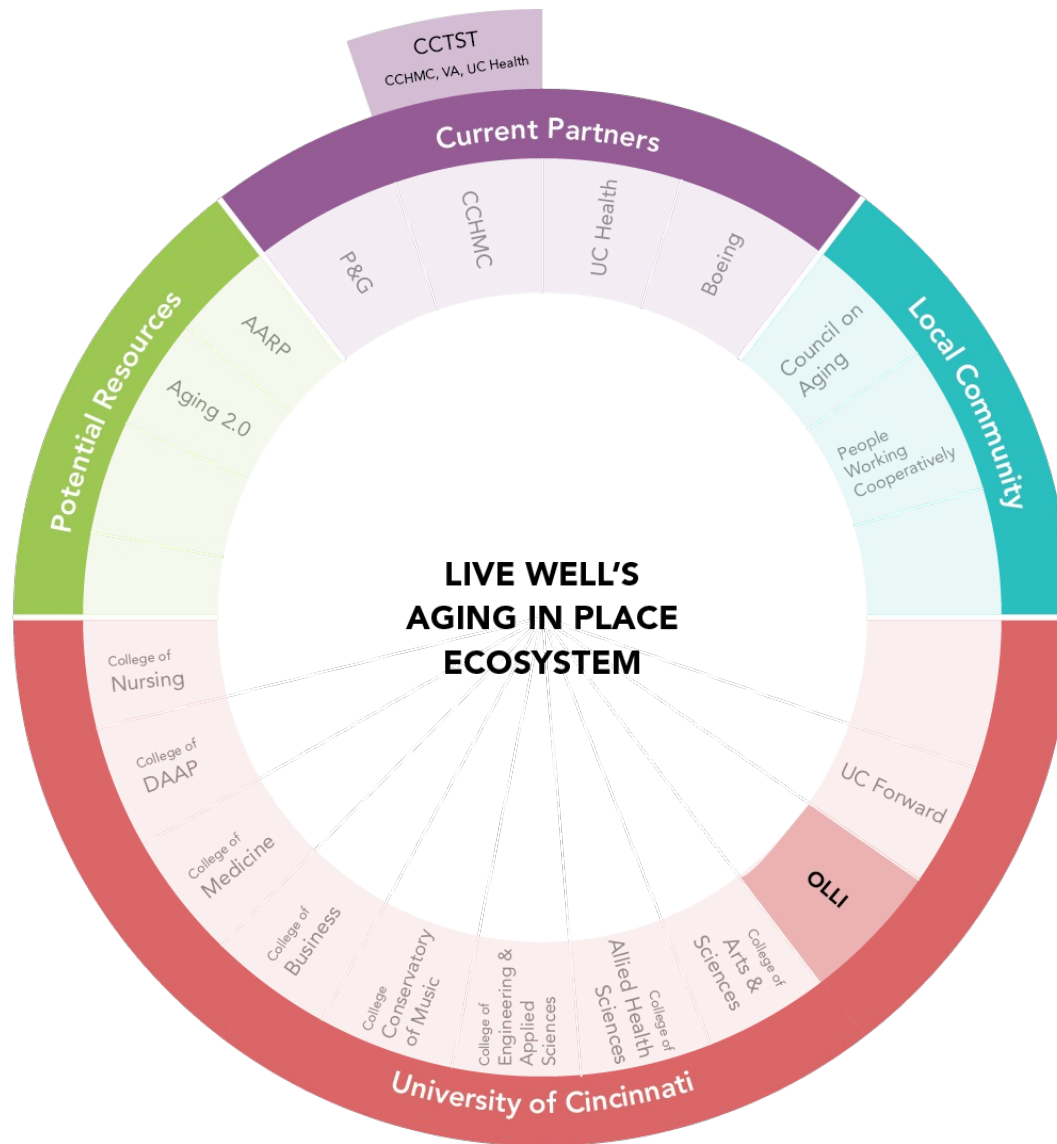 CCTST
CCHMC, VA, UC Health
Current Partners
P&G
CCHMC
UC Health
Boeing
Potential Resources
AARP
Aging 2.0
Local Community
Council on
Aging
People
Working
Cooperatively
LIVE WELL’S
AGING IN PLACE
ECOSYSTEM
College of
Nursing
College of
DAAP
College of
Medicine
College of
Business
College
Conservatory
of Music
College of
Engineering &
Applied
Sciences
College of
Allied Health
Sciences
College of
Arts &
Sciences
OLLI
UC Forward
University of Cincinnati